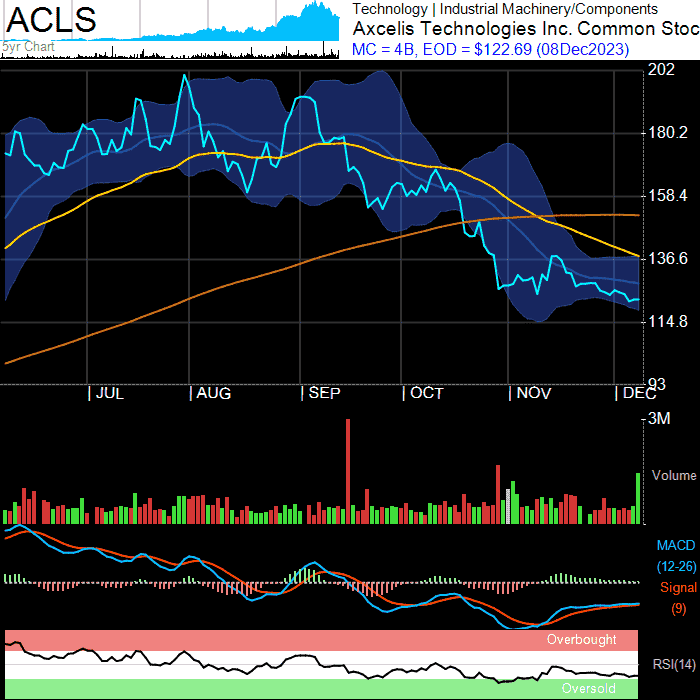 ACLS
5yr Chart
Technology | Industrial Machinery/Components
Axcelis Technologies Inc. Common Stoc
MC = 4B, EOD = $122.69 (08Dec2023)
202
180.2
158.4
136.6
114.8
93
| JUL | AUG | SEP | OCT | NOV | DEC
3M
Volume
MACD
(12-26)
Signal
(9)
Overbought
RSI(14)
Oversold